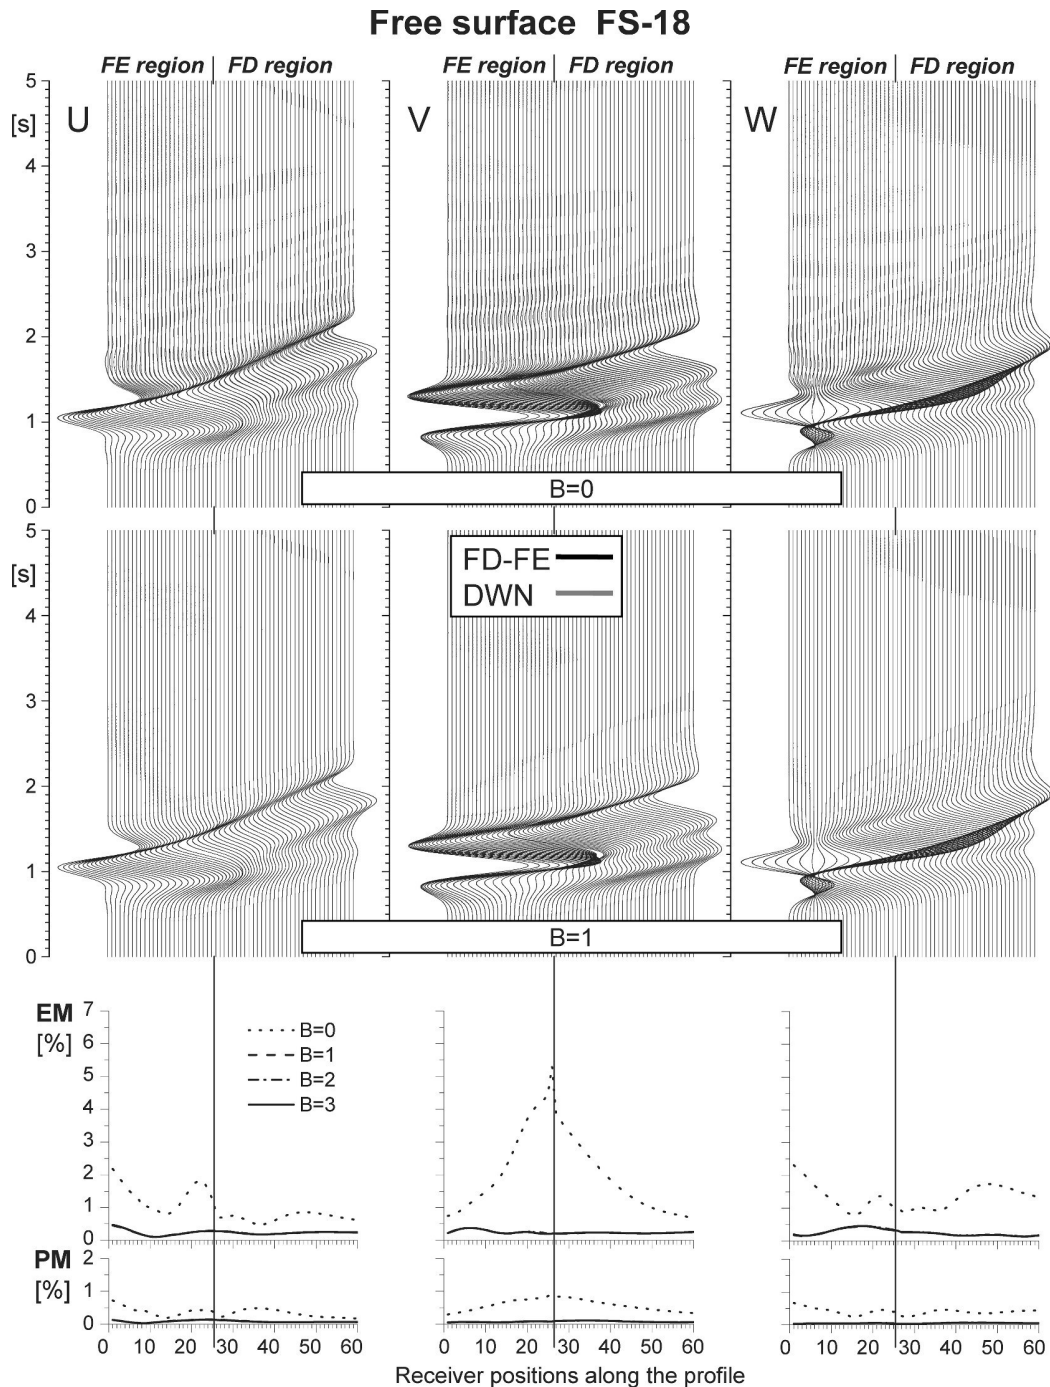 Free surface FS-18
FE region FD region FE region FD region FE region FD region
5
[s] U V W
4
3
2
1
0
B=0
5
[s]
FD-FE
DWN
4
3
2
1
0
B=1
EM
[%]
7
6
5
4
3
2
1
0
B=0
B=1
B=2
B=3
PM
[%]
2
1
0
0 10 20 30 40 50 60 0 10 20 30 40 50 60 0 10 20 30 40 50 60
Receiver positions along the profile